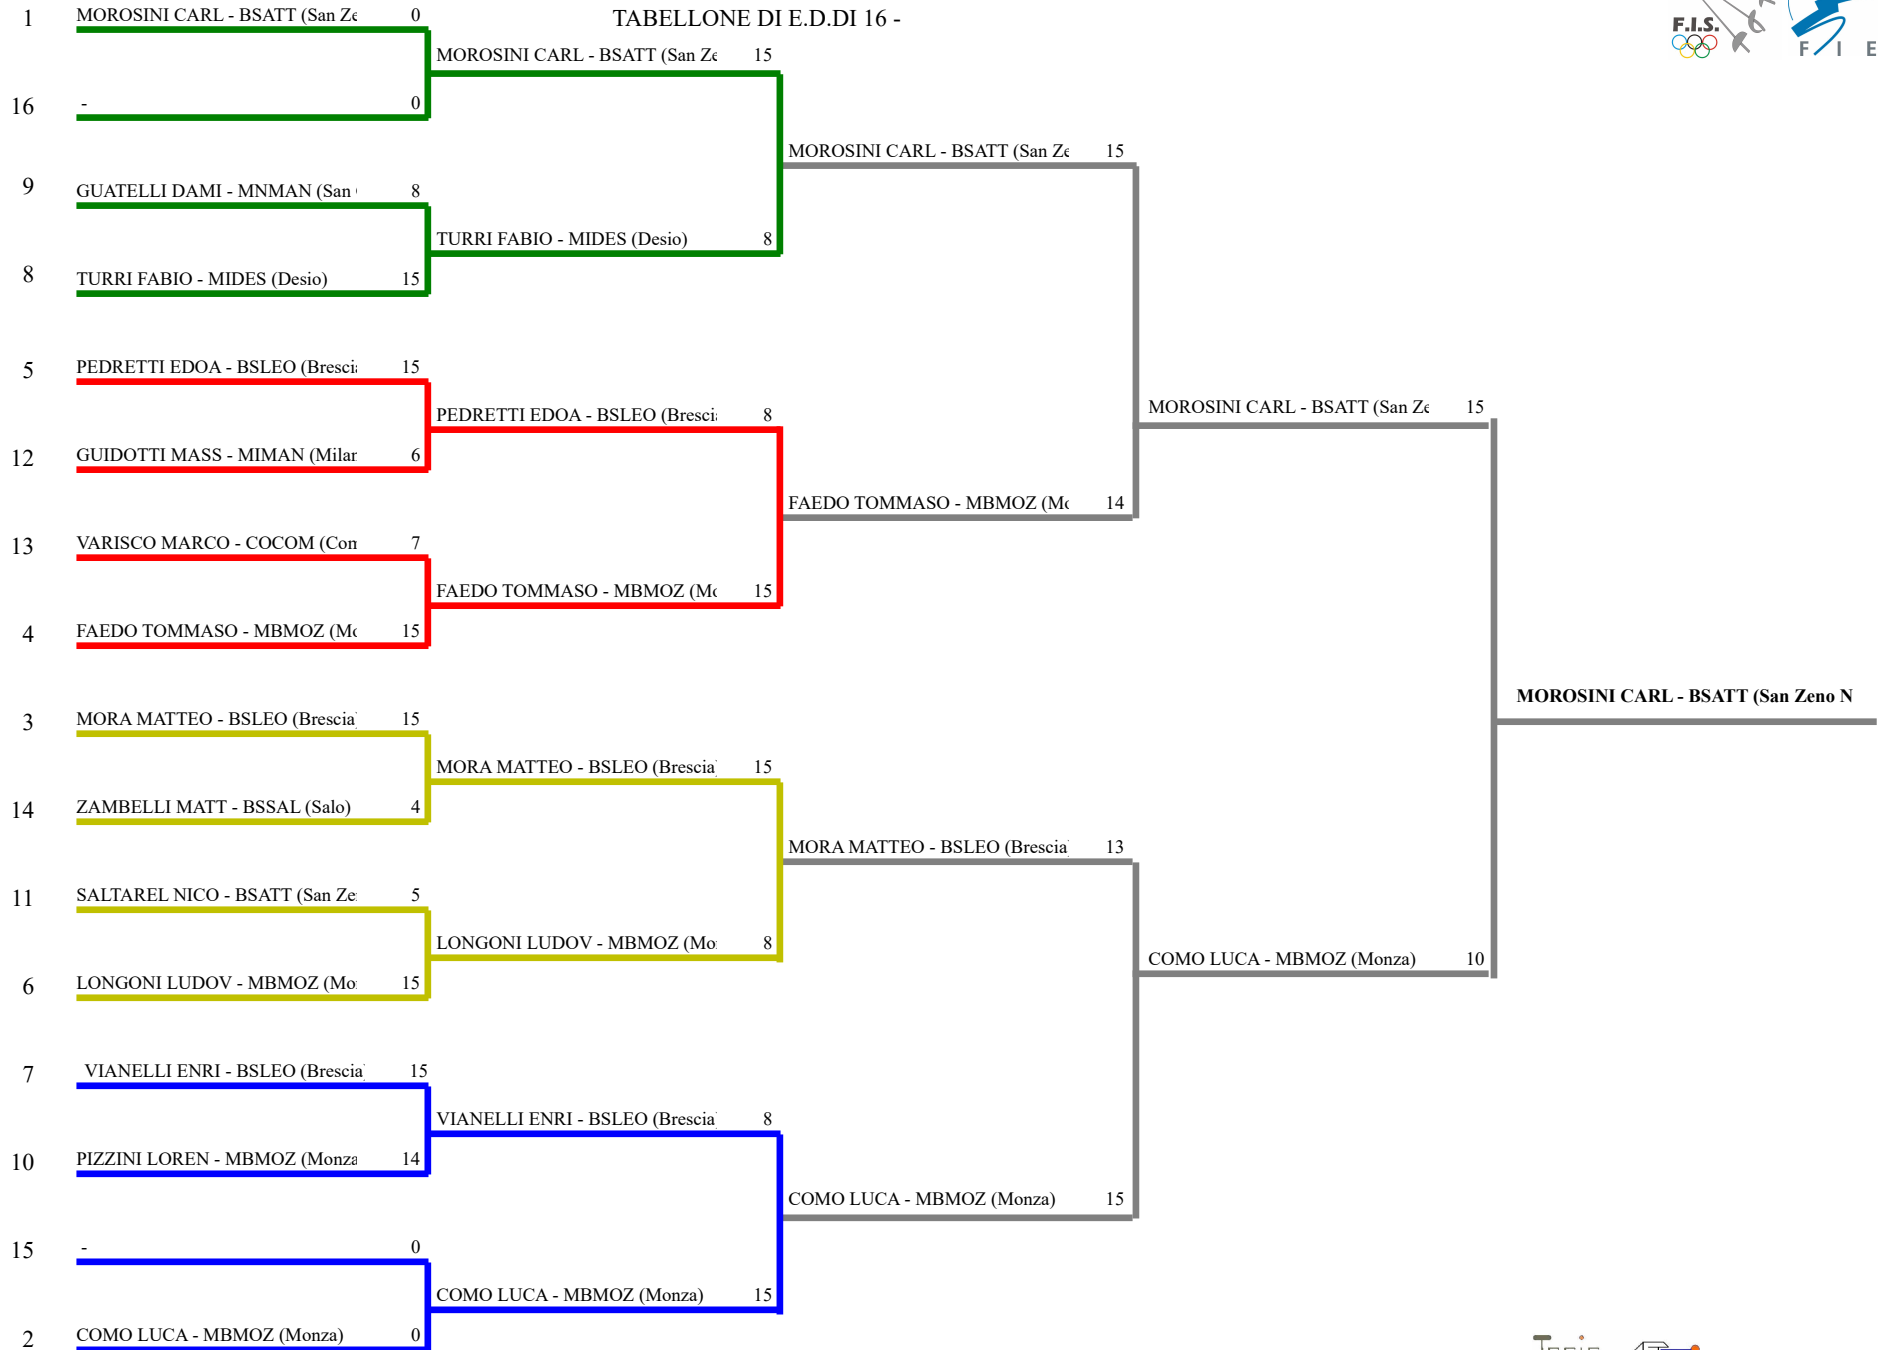 TABELLONE DI E.D.DI 16 -
F.I.S.
F I E
1 MOROSINI CARL - BSATT (San Ze 0
16 - 0
9 GUATELLI DAMI - MNMAN (San 8
8 TURRI FABIO - MIDES (Desio) 15
5 PEDRETTI EDOA - BSLEO (Bresci 15
12 GUIDOTTI MASS - MIMAN (Milan 6
13 VARISCO MARCO - COCOM (Com 7
4 FAEDO TOMMASO - MBMOZ (Mo 15
3 MORA MATTEO - BSLEO (Brescia) 15
14 ZAMBELLI MATT - BSSAL (Salo) 4
11 SALTAREL NICO - BSATT (San Ze 5
6 LONGONI LUDOV - MBMOZ (Mo 15
7 VIANELLI ENRI - BSLEO (Brescia) 15
10 PIZZINI LOREN - MBMOZ (Monza 14
15 - 0
2 COMO LUCA - MBMOZ (Monza) 0
MOROSINI CARL - BSATT (San Ze 15
TURRI FABIO - MIDES (Desio) 8
PEDRETTI EDOA - BSLEO (Bresci 8
FAEDO TOMMASO - MBMOZ (Mo 15
MORA MATTEO - BSLEO (Brescia) 15
LONGONI LUDOV - MBMOZ (Mo 8
VIANELLI ENRI - BSLEO (Brescia) 8
COMO LUCA - MBMOZ (Monza) 15
MOROSINI CARL - BSATT (San Ze 15
FAEDO TOMMASO - MBMOZ (Mo 14
MORA MATTEO - BSLEO (Brescia) 13
COMO LUCA - MBMOZ (Monza) 15
MOROSINI CARL - BSATT (San Ze 15
COMO LUCA - MBMOZ (Monza) 10
MOROSINI CARL - BSATT (San Zeno N